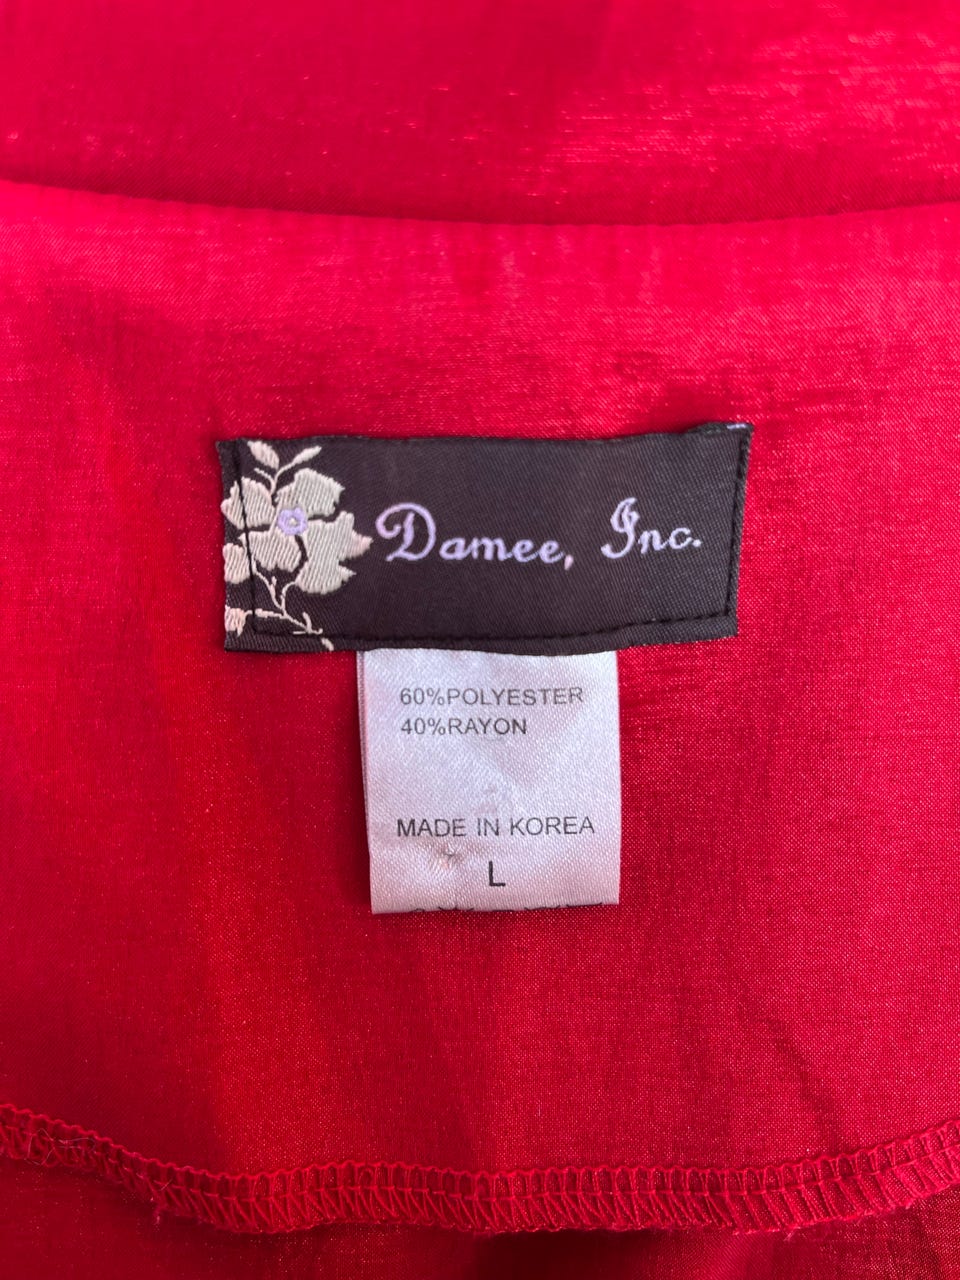 Damee, Inc.
60%POLYESTER
40%RAYON
MADE IN KOREA
L